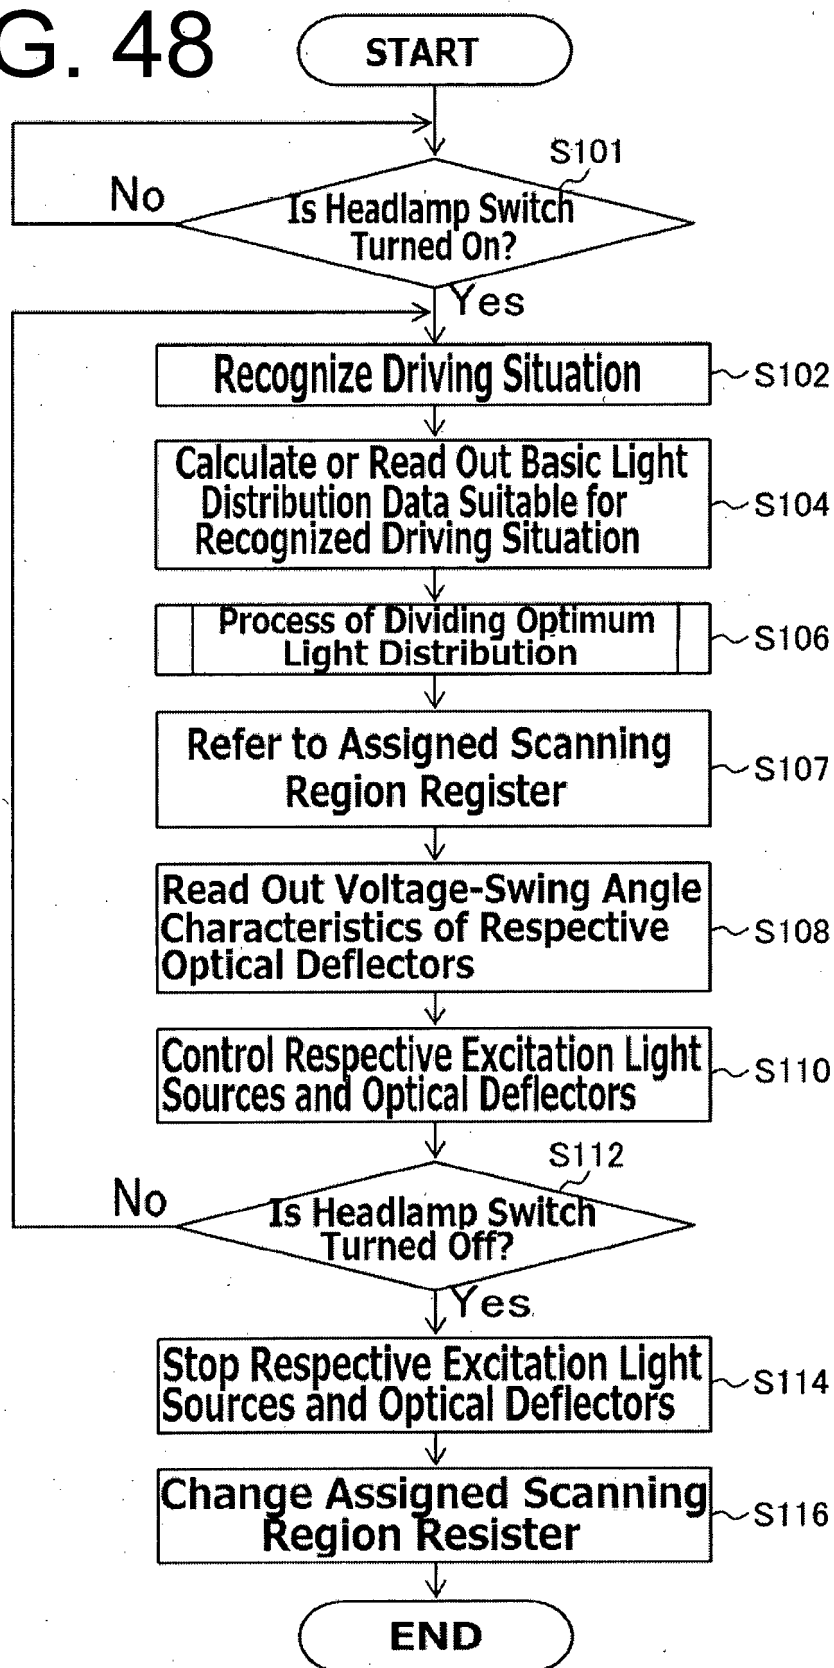 G. 48
START
S101
No
Is Headlamp Switch
Turned On?
Yes
Recognize Driving Situation
S102
Calculate or Read Out Basic Light
Distribution Data Suitable for
Recognized Driving Situation
S104
Process of Dividing Optimum
Light Distribution
S106
Refer to Assigned Scanning
Region Register
S107
Read Out Voltage-Swing Angle
Characteristics of Respective
Optical Deflectors
S108
Control Respective Excitation Light
Sources and Optical Deflectors
S110
S112
No
Is Headlamp Switch
Turned Off?
Yes
Stop Respective Excitation Light
Sources and Optical Deflectors
S114
Change Assigned Scanning
Region Resister
S116
END